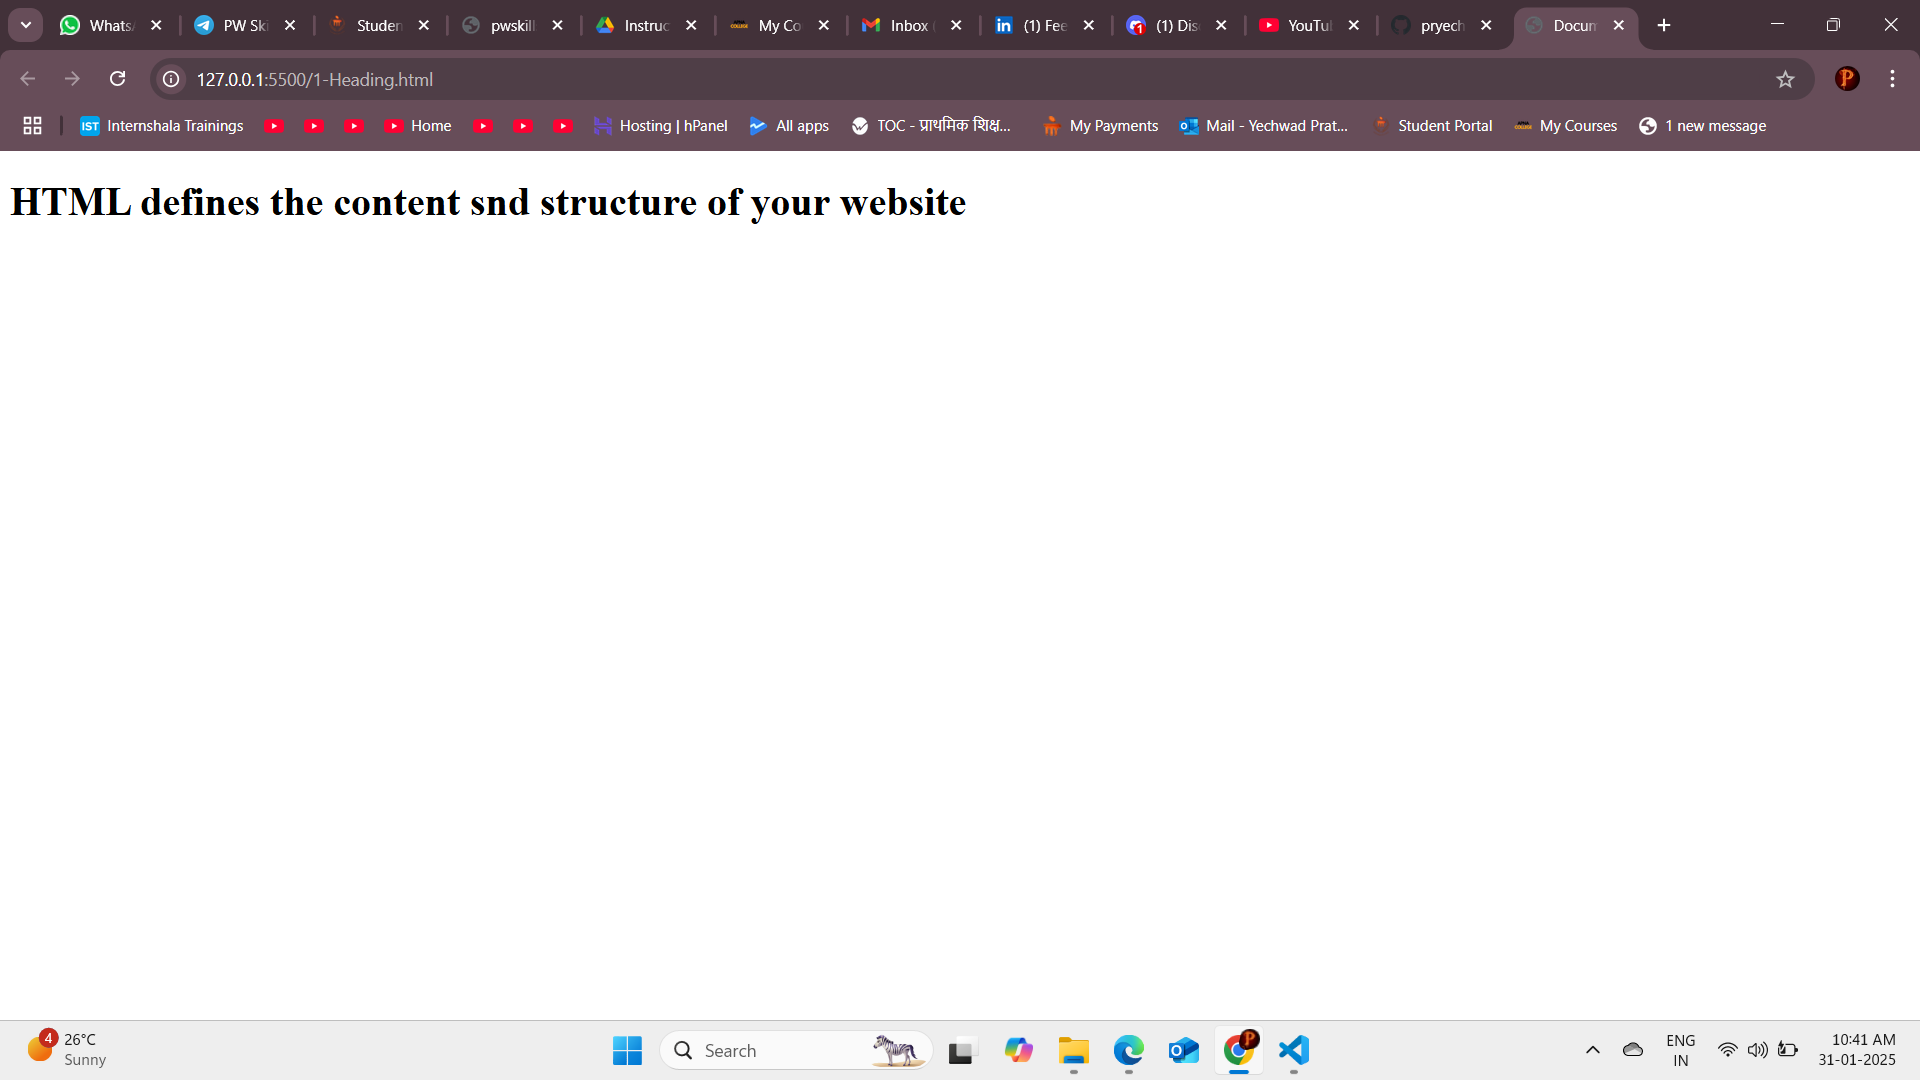 Whats
PW Ski
Studen
pwskill
Instruc
My Co
Inbox (
(1) Fee
(1) Dis
YouTub
pryech
Docum
127.0.0.1:5500/1-Heading.html
IST Internshala Trainings
Home
Hosting | hPanel
All apps
TOC - प्राथमिक शिक्ष...
My Payments
Mail - Yechwad Prat...
Student Portal
My Courses
1 new message
HTML defines the content snd structure of your website
4
26°C
Sunny
Search
ENG
IN
10:41 AM
31-01-2025